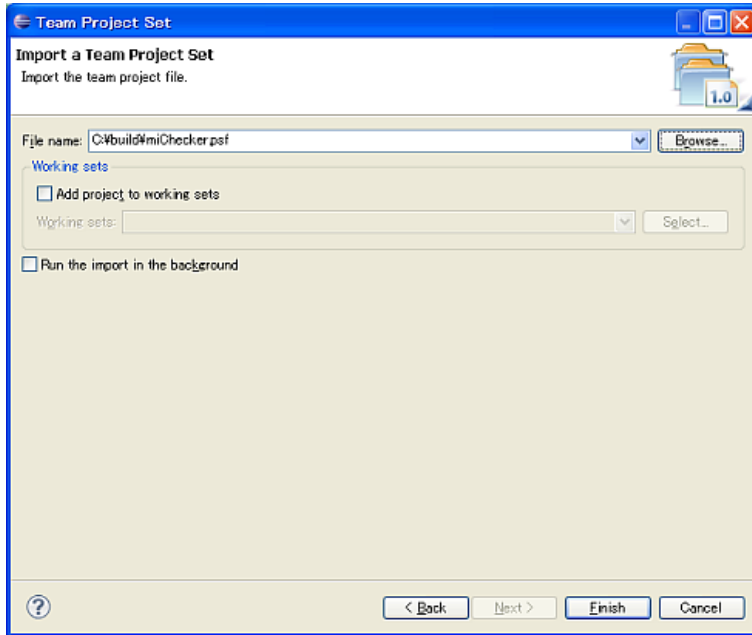 Team Project Set
Import a Team Project Set
Import the team project file.
1.0
File name: C:¥build¥miChecker.psf
Browse...
Working sets
Add project to working sets
Working sets:
Select...
Run the import in the background
?
< Back
Next >
Finish
Cancel